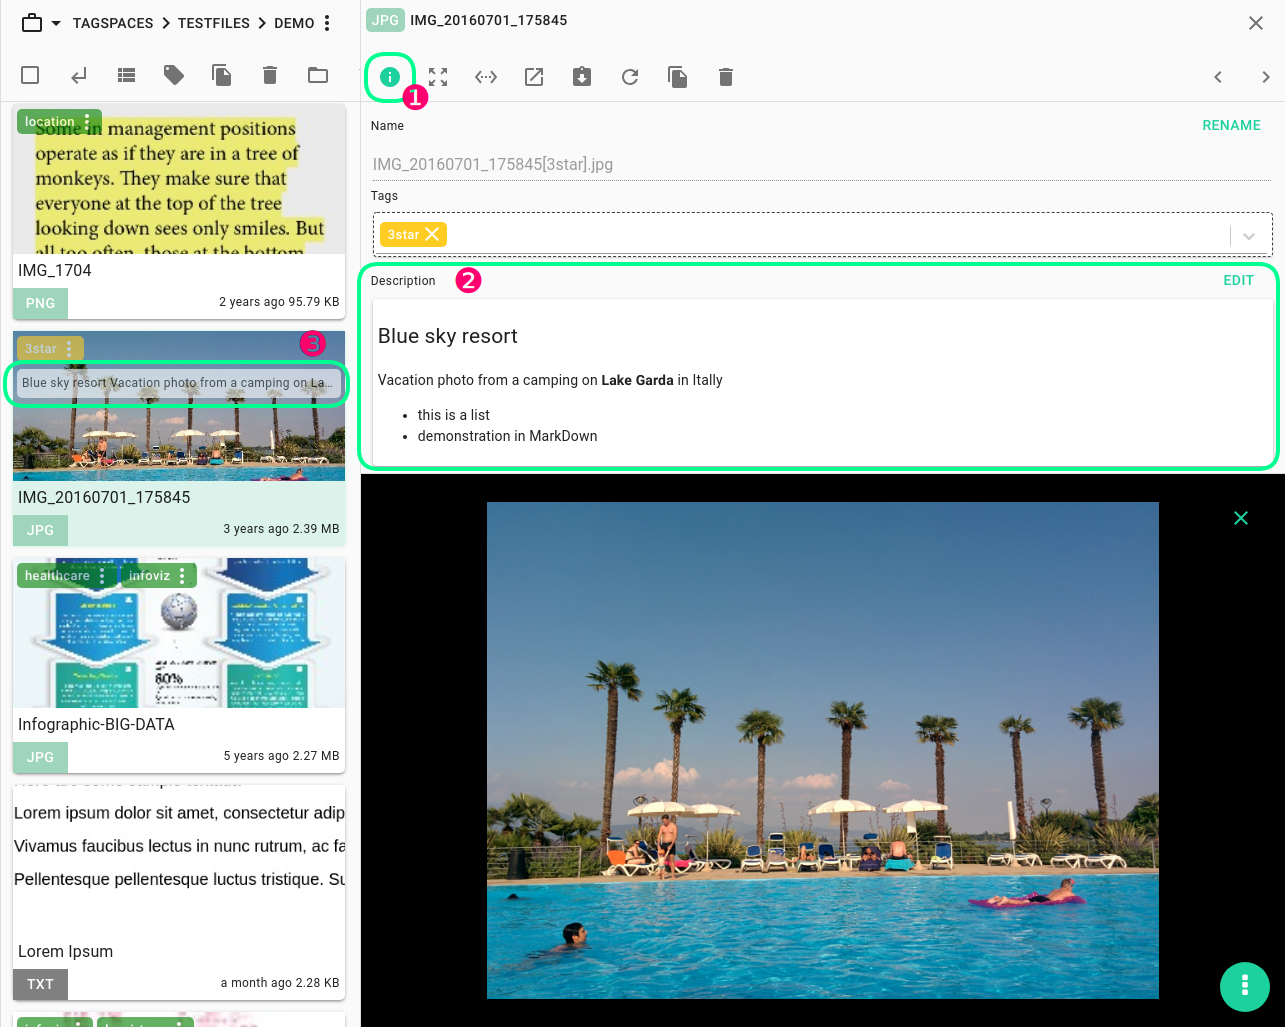 TAGSPACES > TESTFILES > DEMO
location
Some in management positions
operate as if they are in a tree of
monkeys. They make sure that
everyone at the top of the tree
looking down sees only smiles. But
all too often, those at the bottom
IMG_1704
PNG
2 years ago 95.79 KB
3star
3
Blue sky resort Vacation photo from a camping on La...
IMG_20160701_175845
JPG
3 years ago 2.39 MB
healthcare
infoviz
80%
Infographic-BIG-DATA
JPG
5 years ago 2.27 MB
Lorem ipsum dolor sit amet, consectetur adip
Vivamus faucibus lectus in nunc rutrum, ac fa
Pellentesque pellentesque luctus tristique. Su
Lorem Ipsum
TXT
a month ago 2.28 KB
JPG IMG_20160701_175845
1
Name
RENAME
IMG_20160701_175845[3star].jpg
Tags
3star
Description
2
EDIT
Blue sky resort
Vacation photo from a camping on Lake Garda in Itally
• this is a list
• demonstration in MarkDown